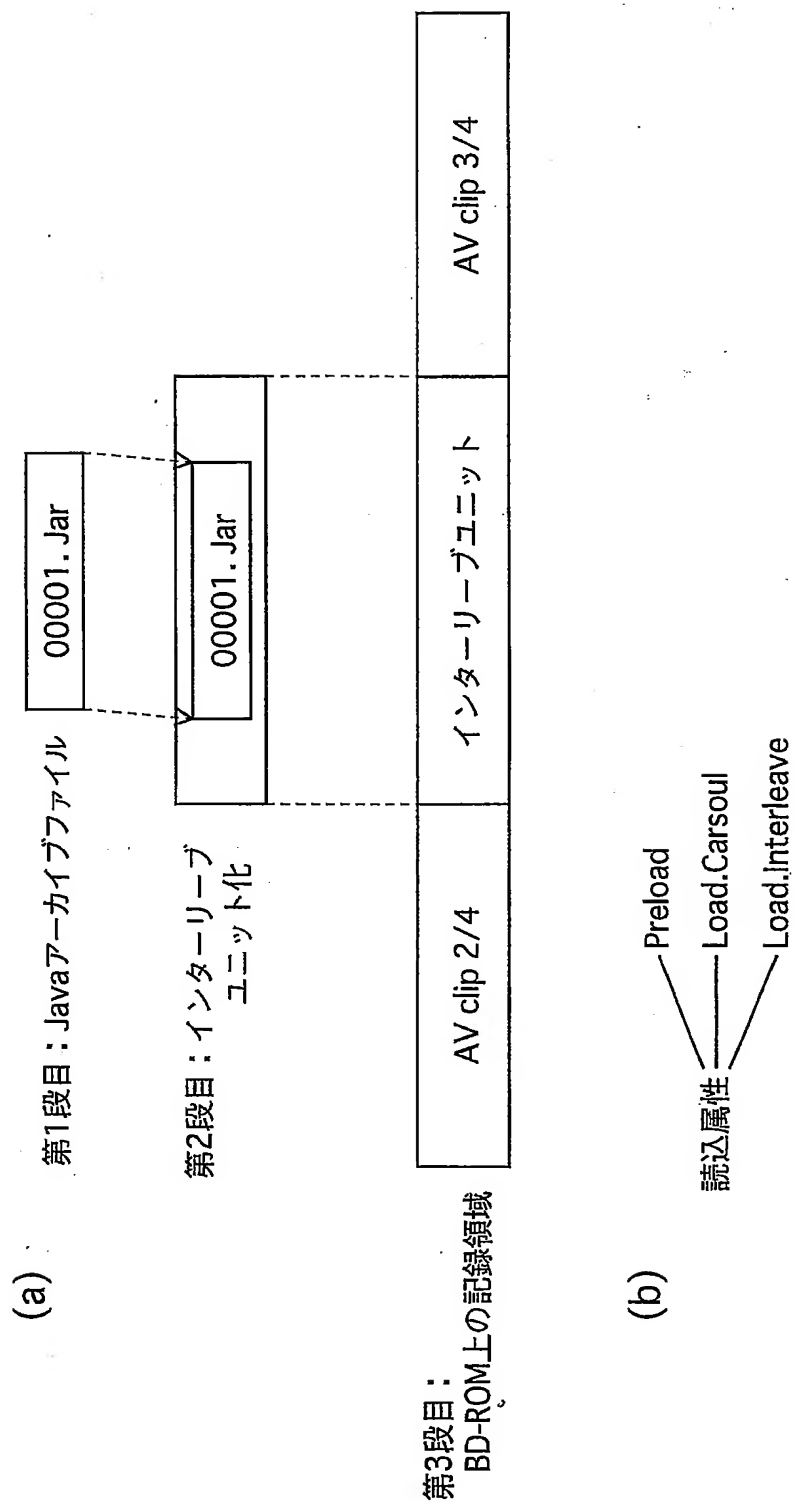 (a)
第1段目：Javaアーカイブファイル
00001.Jar
第2段目：インターリーブ
ユニット化
00001.Jar
第3段目：
BD-ROM上の記録領域
AV clip 2/4
インターリーブユニット
AV clip 3/4
(b)
読込属性
Preload
Load.Carsoul
Load.Interleave